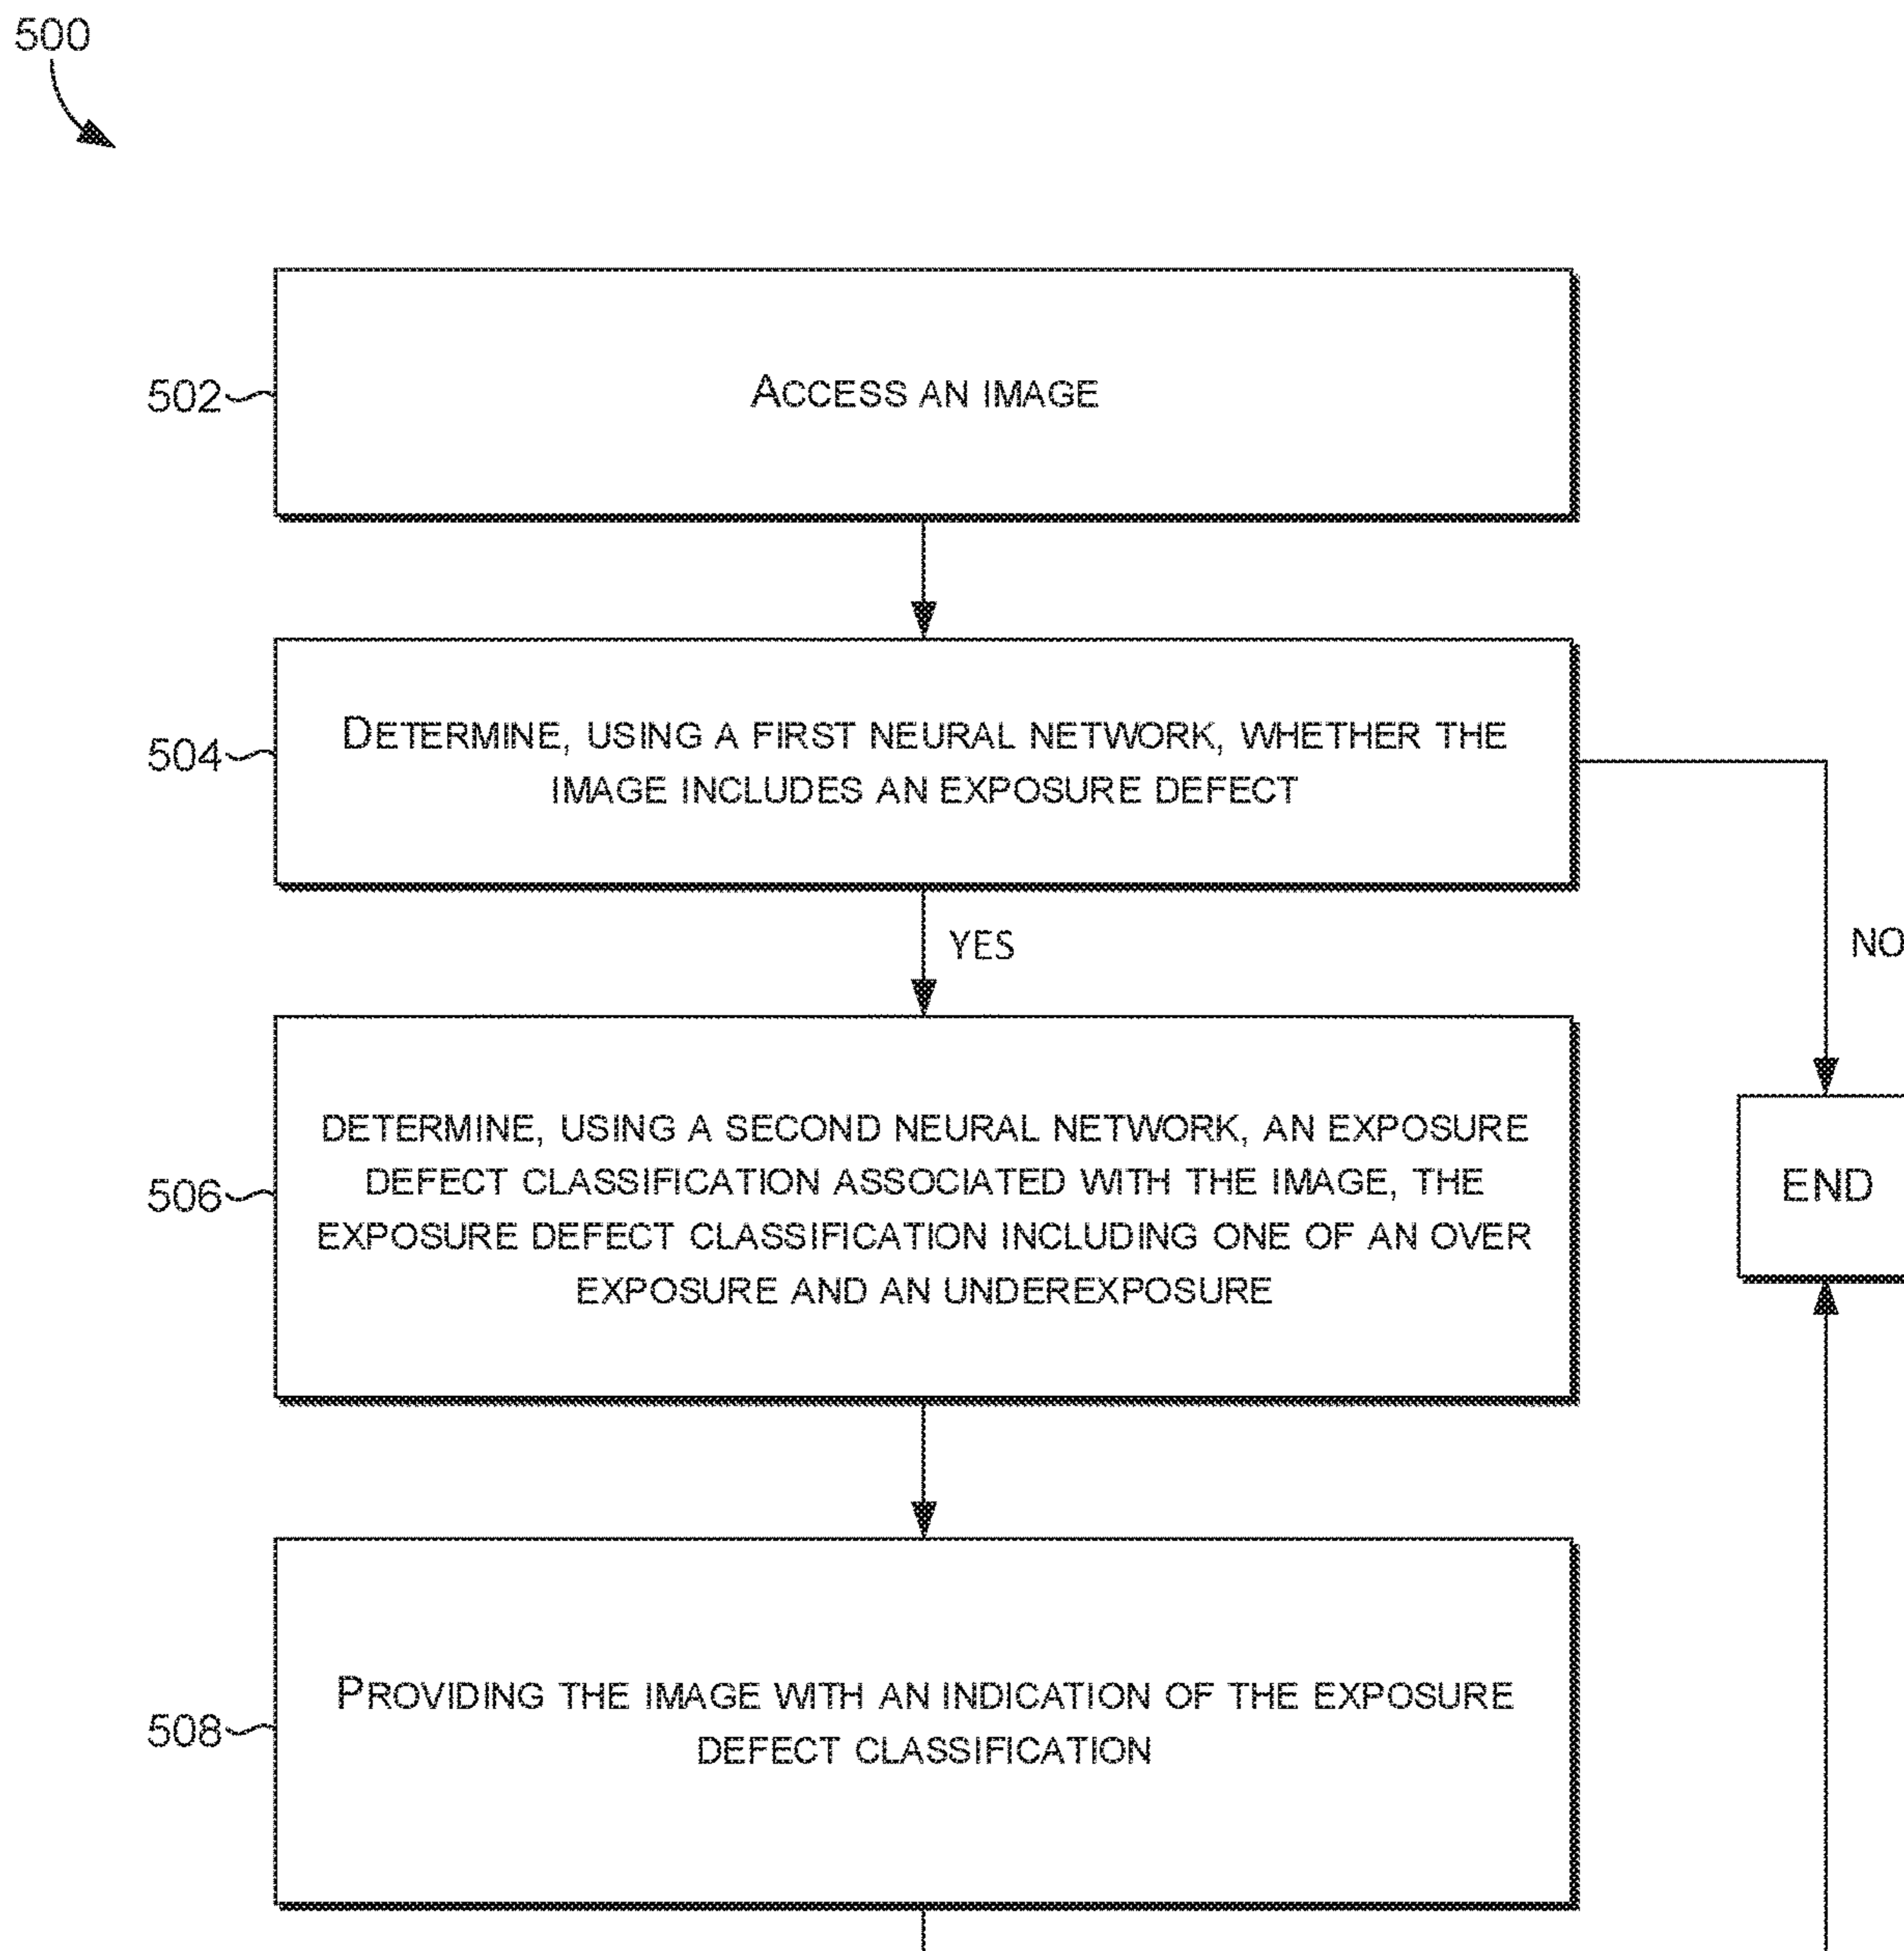 500
502
ACCESS AN IMAGE
504
DETERMINE, USING A FIRST NEURAL NETWORK, WHETHER THE
IMAGE INCLUDES AN EXPOSURE DEFECT
YES
NO
506
DETERMINE, USING A SECOND NEURAL NETWORK, AN EXPOSURE
DEFECT CLASSIFICATION ASSOCIATED WITH THE IMAGE, THE
EXPOSURE DEFECT CLASSIFICATION INCLUDING ONE OF AN OVER
EXPOSURE AND AN UNDEREXPOSURE
END
508
PROVIDING THE IMAGE WITH AN INDICATION OF THE EXPOSURE
DEFECT CLASSIFICATION